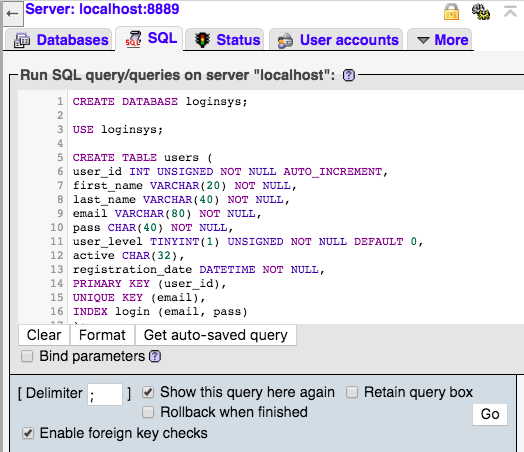 Server: localhost:8889
Databases SQL Status User accounts More
Run SQL query/queries on server "localhost":
1 CREATE DATABASE loginsys;
2
3 USE loginsys;
4
5 CREATE TABLE users (
6 user_id INT UNSIGNED NOT NULL AUTO_INCREMENT,
7 first_name VARCHAR(20) NOT NULL,
8 last_name VARCHAR(40) NOT NULL,
9 email VARCHAR(80) NOT NULL,
10 pass CHAR(40) NOT NULL,
11 user_level TINYINT(1) UNSIGNED NOT NULL DEFAULT 0,
12 active CHAR(32),
13 registration_date DATETIME NOT NULL,
14 PRIMARY KEY (user_id),
15 UNIQUE KEY (email),
16 INDEX login (email, pass)
Clear Format Get auto-saved query
Bind parameters
[ Delimiter ; ] Show this query here again Retain query box
Rollback when finished
Go
Enable foreign key checks